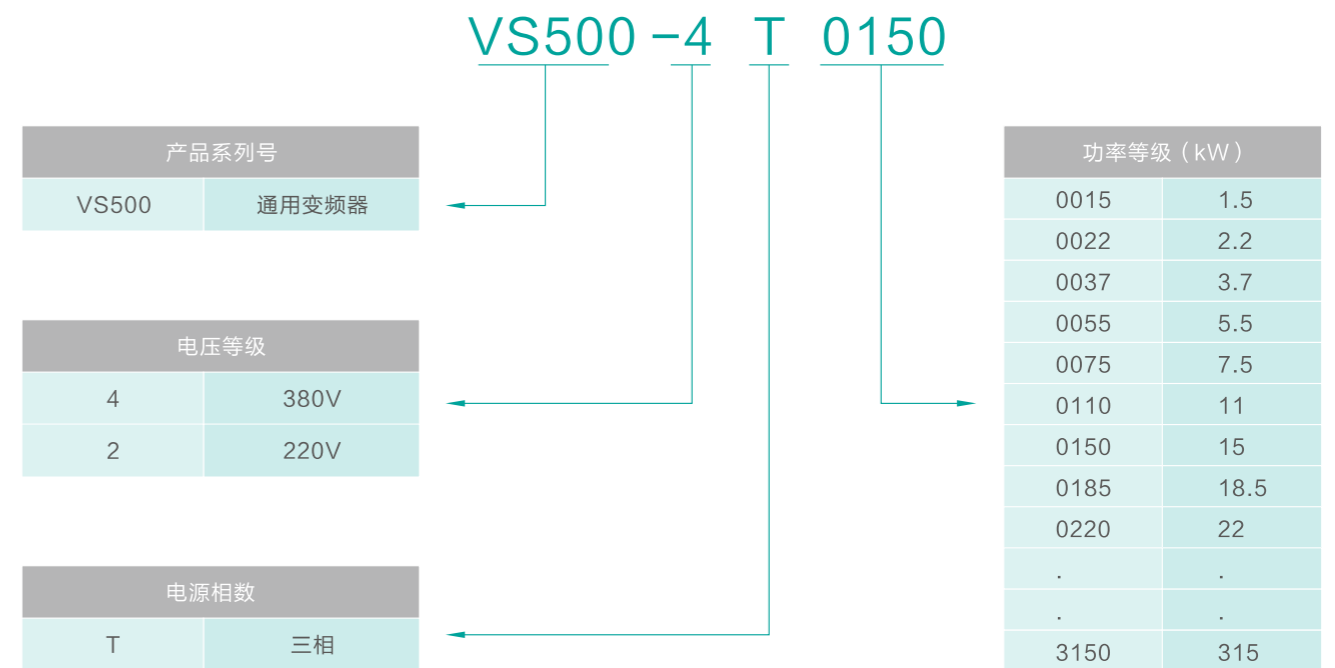 VS500 -4 T 0150
产品系列号
VS500 通用变频器
电压等级
4 380V
2 220V
电源相数
T 三相
功率等级（kW）
0015 1.5
0022 2.2
0037 3.7
0055 5.5
0075 7.5
0110 11
0150 15
0185 18.5
0220 22
. .
. .
3150 315